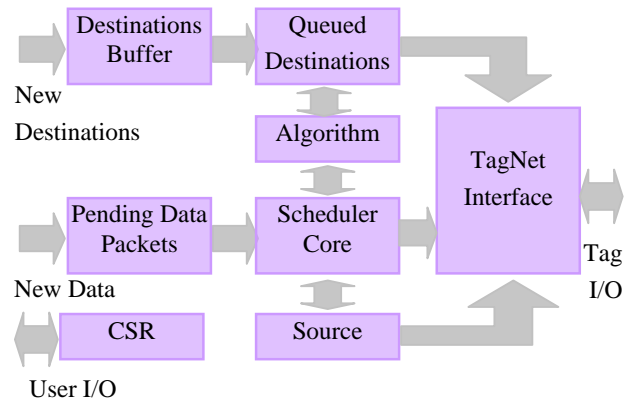 Destinations
Buffer
Queued
Destinations
New
Destinations
Algorithm
TagNet
Interface
Pending Data
Packets
Scheduler
Core
Tag
I/O
New Data
CSR
Source
User I/O